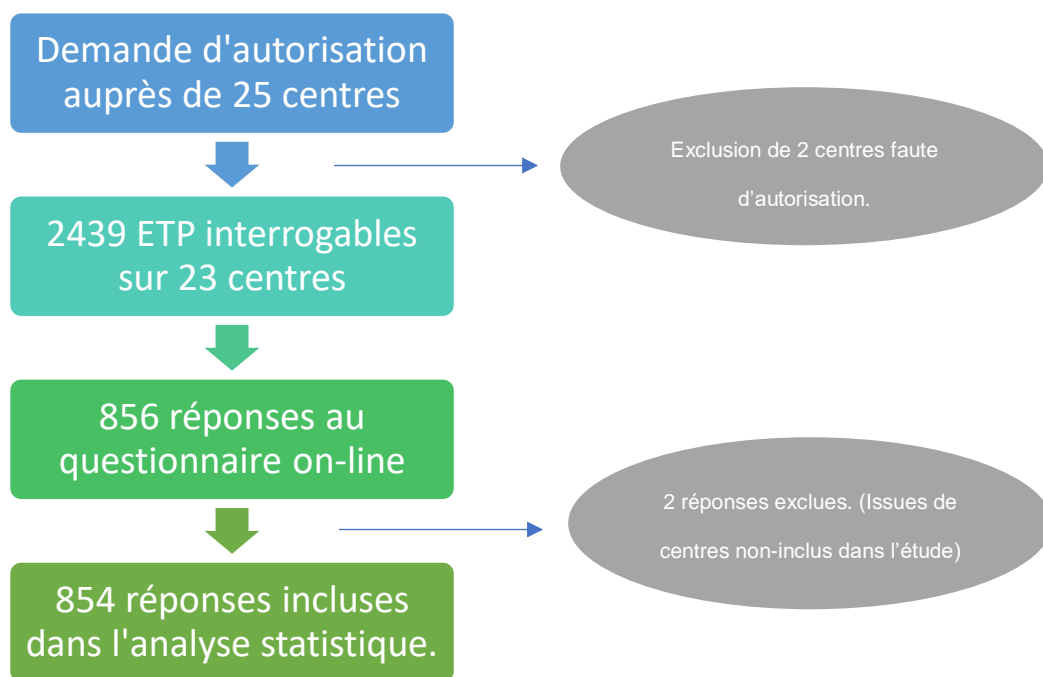 Demande d'autorisation
auprès de 25 centres
Exclusion de 2 centres faute
d’autorisation.
2439 ETP interrogables
sur 23 centres
856 réponses au
questionnaire on-line
2 réponses exclues. (Issues de
centres non-inclus dans l’étude)
854 réponses incluses
dans l'analyse statistique.